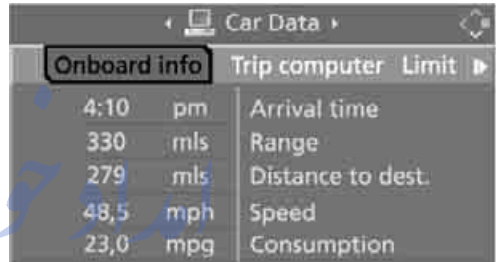 Car Data
Onboard info Trip computer Limit
4:10 pm Arrival time
330 mls Range
279 mls Distance to dest.
48,5 mph Speed
23,0 mpg Consumption